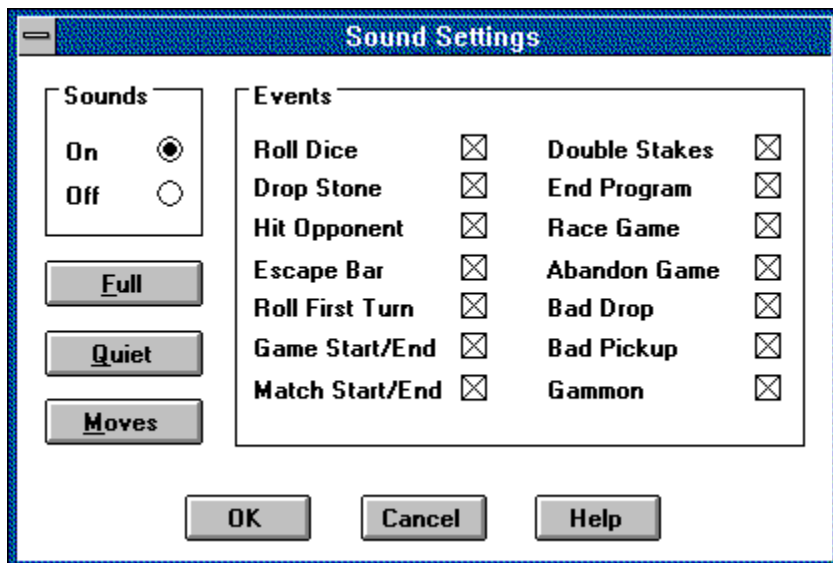 Sound Settings
Sounds
On
Off
Full
Quiet
Moves
Events
Roll Dice
Drop Stone
Hit Opponent
Escape Bar
Roll First Turn
Game Start/End
Match Start/End
Double Stakes
End Program
Race Game
Abandon Game
Bad Drop
Bad Pickup
Gammon
OK
Cancel
Help